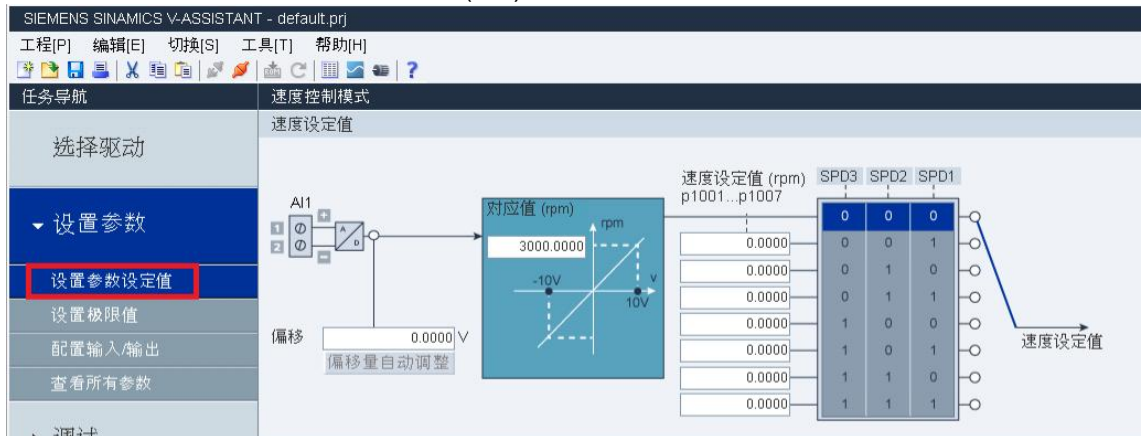 SIEMENS SINAMICS V-ASSISTANT - default.prj
工程[P] 编辑[E] 切换[S] 工具[T] 帮助[H]
任务导航
速度控制模式
选择驱动
设置参数
设置参数设定值
设置极限值
配置输入/输出
查看所有参数
调试
速度设定值
AI1
1
2
A
D
偏移 0.0000 V
偏移量自动调整
对应值 (rpm)
3000.0000
rpm
-10V
v
10V
速度设定值 (rpm) SPD3 SPD2 SPD1
p1001...p1007
0 0 0
0.0000 0 0 1
0.0000 0 1 0
0.0000 0 1 1
0.0000 1 0 0
0.0000 1 0 1
0.0000 1 1 0
0.0000 1 1 1
速度设定值